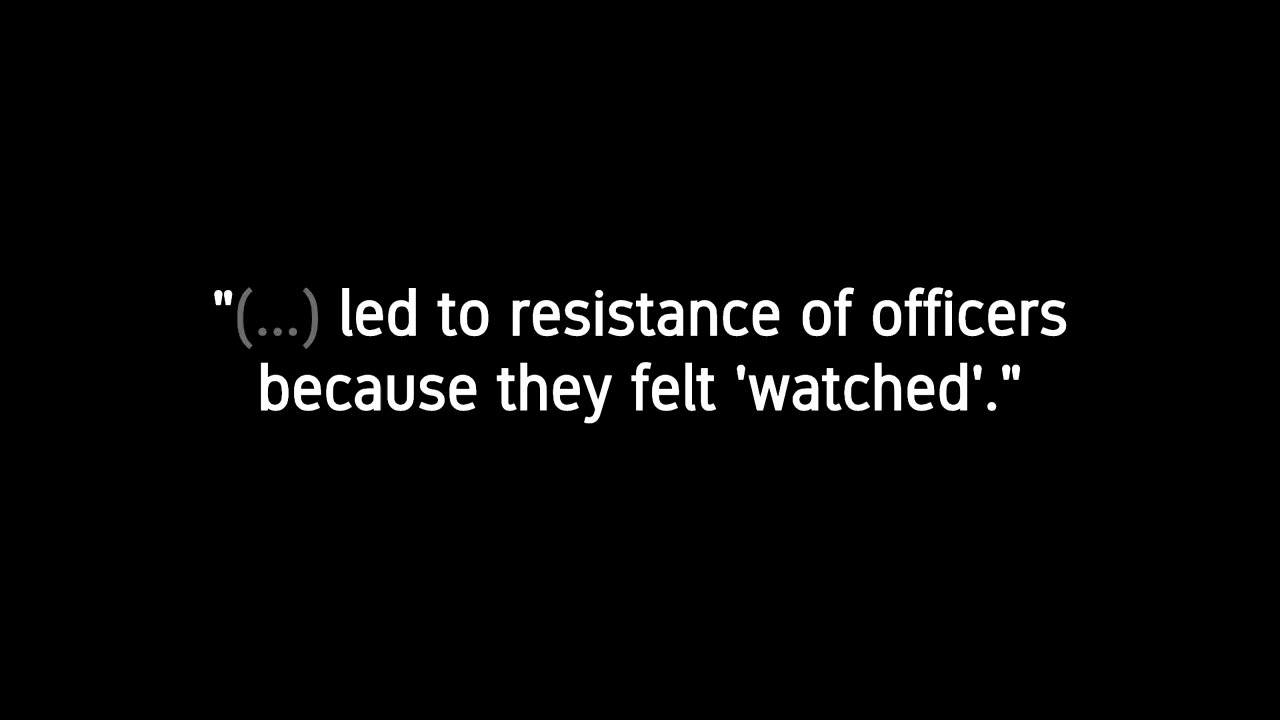 "(...) led to resistance of officers
because they felt 'watched'."